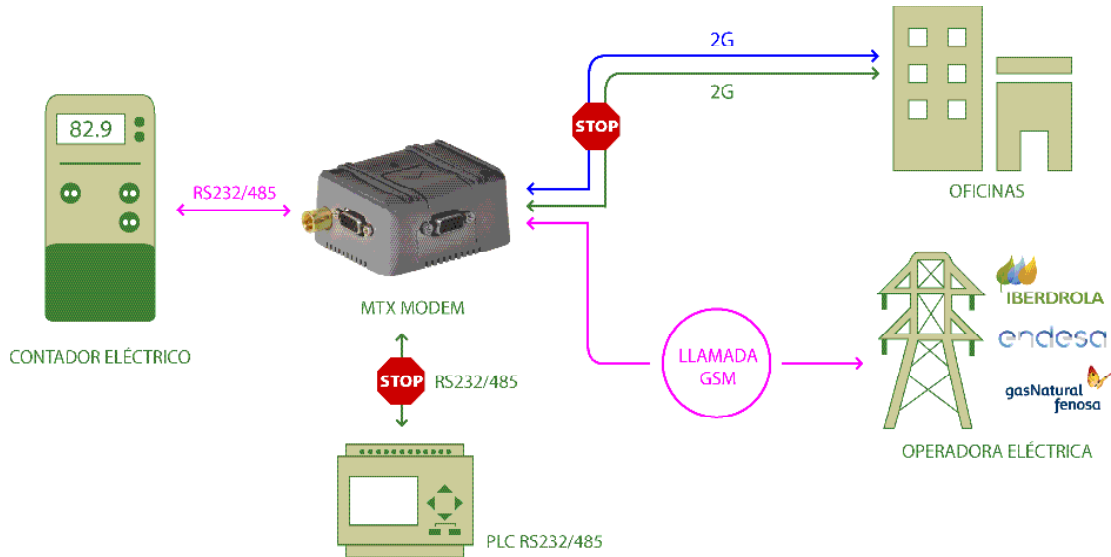 2G
2G
STOP
OFICINAS
82.9
RS232/485
MTX MODEM
CONTADOR ELÉCTRICO
STOP
RS232/485
PLC RS232/485
LLAMADA
GSM
IBERDROLA
endesa
gasNatural
fenosa
OPERADORA ELÉCTRICA